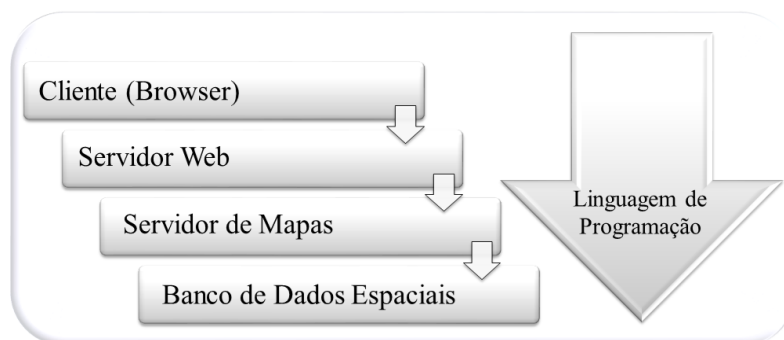 Cliente (Browser)
Servidor Web
Servidor de Mapas
Banco de Dados Espaciais
Linguagem de
Programação